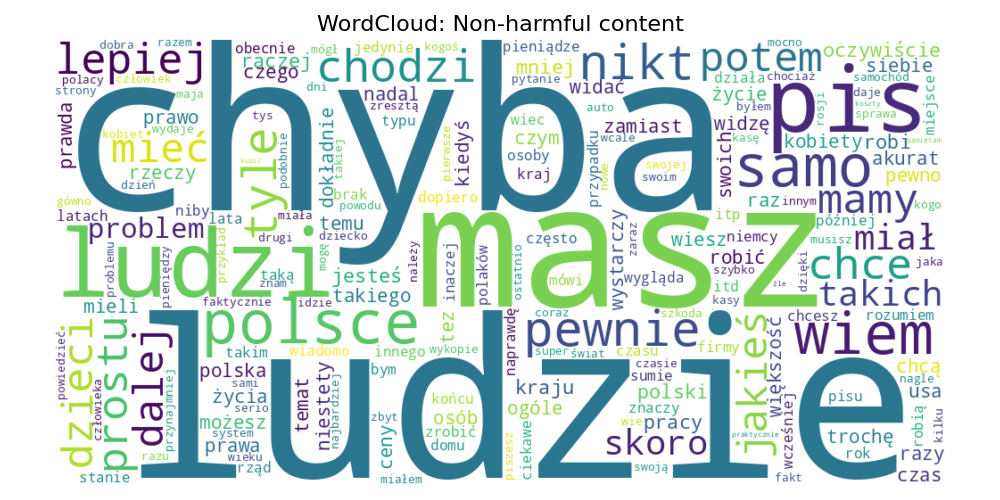 WordCloud: Non-harmful content
dobra razem obecnie mógł jedynie kogoś pieniądze mocno oczywiście
lepiej raczej chodzi nikt potem siebie
polacy człowiek czego dni mniej pytanie widać działa chociaż samochód
strony maja nadal zresztą auto życie rosji daje miejsce
chyba pis
prawda prawo tys typu wiec zamiast byłem koszty sprawa
kobiet wydaje tyle dokładnie kiedyś czym wcale widzę kasę pamiętam
mieć podobnie takiej pierwsze osoby przypadku swoich kobiety robi
rzeczy kupić brak kraj nowe swojej samo akurat
dzień powodu dopiero swoim mamy pewno
gówno niby miała temu itp raz innym kogo
latach lata dziecko często zaraz wiesz niemcy później
problem drugi mogę należy masz musisz miał
ludzi przykład taka jesteś inaczej polaków mówi wystarczy wygląda robić chce jaka
problemu pieniędzy znam takiego ostatnio itd szybko dzięki takich
mieli faktycznie idzie kasy źle
prostu polsce tez naprawdę coraz pewnie szkoda chcesz rozumiem
dzieci dalej takim wiadomo innego wykopie super świat czasu firmy jakieś większość wiem
powiedzieć człowieka polska bym czasie sumie chcą nagle
sami życia niestety najbardziej końcu kraju polski pisu usa
przynajmniej serio temat zbyt osób ogóle znaczy wcześniej
możesz zrobić ciekawe wie pracy robią kilku
system ceny domu skoro praktycznie trochę
razu wieku prawa piszesz rok razy
stanie rząd miałem ludzie swoją fakt czas